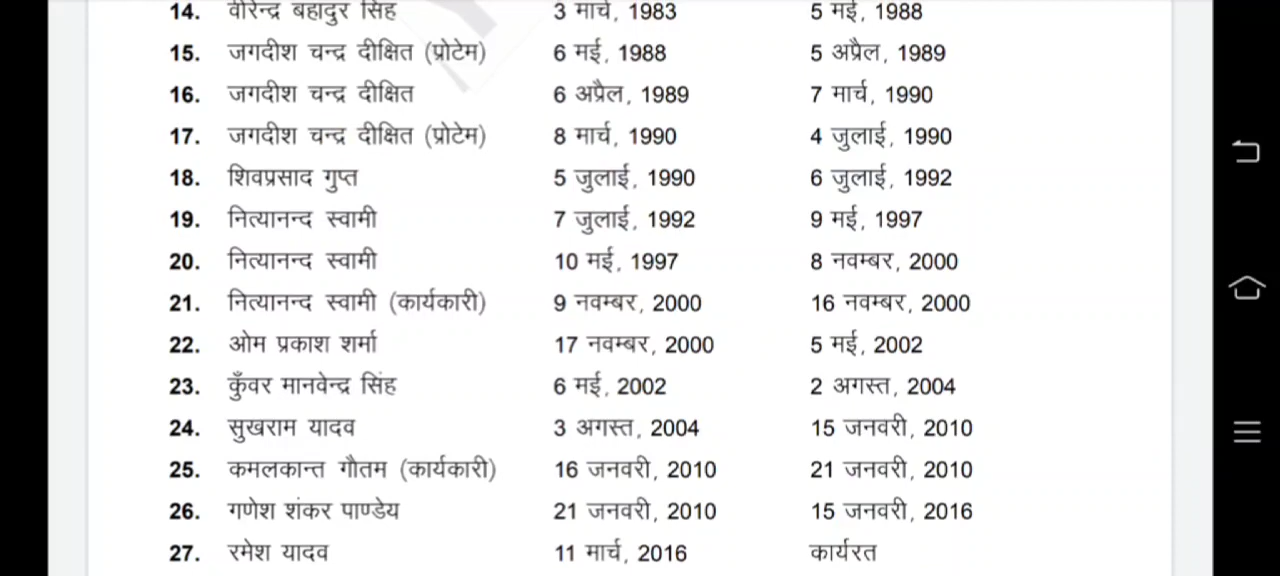 14. वीरेन्द्र बहादुर सिंह 3 मार्च, 1983 5 मई, 1988
15. जगदीश चन्द्र दीक्षित (प्रोटेम) 6 मई, 1988 5 अप्रैल, 1989
16. जगदीश चन्द्र दीक्षित 6 अप्रैल, 1989 7 मार्च, 1990
17. जगदीश चन्द्र दीक्षित (प्रोटेम) 8 मार्च, 1990 4 जुलाई, 1990
18. शिवप्रसाद गुप्त 5 जुलाई, 1990 6 जुलाई, 1992
19. नित्यानन्द स्वामी 7 जुलाई, 1992 9 मई, 1997
20. नित्यानन्द स्वामी 10 मई, 1997 8 नवम्बर, 2000
21. नित्यानन्द स्वामी (कार्यकारी) 9 नवम्बर, 2000 16 नवम्बर, 2000
22. ओम प्रकाश शर्मा 17 नवम्बर, 2000 5 मई, 2002
23. कुँवर मानवेन्द्र सिंह 6 मई, 2002 2 अगस्त, 2004
24. सुखराम यादव 3 अगस्त, 2004 15 जनवरी, 2010
25. कमलकान्त गौतम (कार्यकारी) 16 जनवरी, 2010 21 जनवरी, 2010
26. गणेश शंकर पाण्डेय 21 जनवरी, 2010 15 जनवरी, 2016
27. रमेश यादव 11 मार्च, 2016 कार्यरत